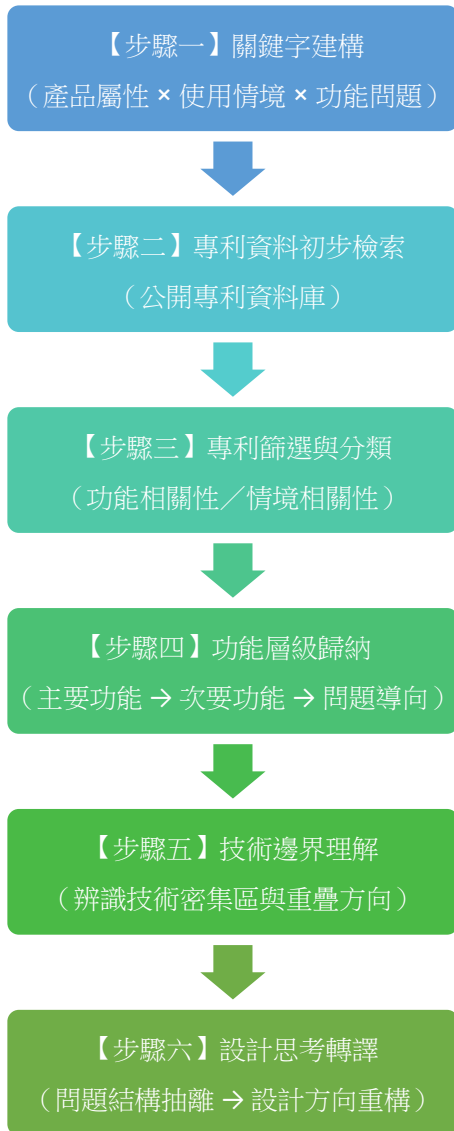 【步驟一】關鍵字建構
（產品屬性 × 使用情境 × 功能問題）
【步驟二】專利資料初步檢索
（公開專利資料庫）
【步驟三】專利篩選與分類
（功能相關性／情境相關性）
【步驟四】功能層級歸納
（主要功能 → 次要功能 → 問題導向）
【步驟五】技術邊界理解
（辨識技術密集區與重疊方向）
【步驟六】設計思考轉譯
（問題結構抽離 → 設計方向重構）